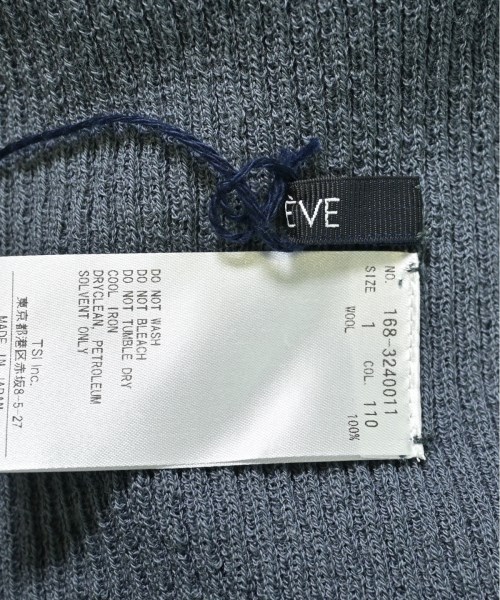 ÈVE
NO. 168-3240011
SIZE 1 COL. 110
WOOL 100%
DO NOT WASH
DO NOT BLEACH
DO NOT TUMBLE DRY
COOL IRON
DRYCLEAN, PETROLEUM
SOLVENT ONLY
TSI Inc.
東京都港区赤坂8-5-27
MADE IN JAPAN